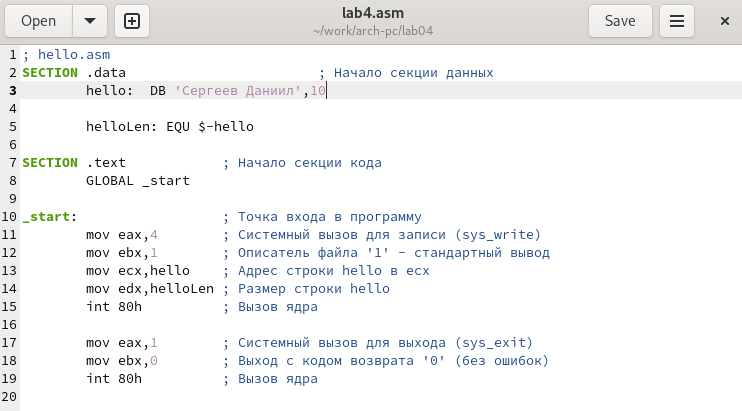 Open
lab4.asm
~/work/arch-pc/lab04
Save
1 ; hello.asm
2 SECTION .data                        ; Начало секции данных
3         hello:  DB 'Сергеев Даниил',10
4
5         helloLen: EQU $-hello
6
7 SECTION .text            ; Начало секции кода
8         GLOBAL _start
9
10 _start:                  ; Точка входа в программу
11         mov eax,4        ; Системный вызов для записи (sys_write)
12         mov ebx,1        ; Описатель файла '1' - стандартный вывод
13         mov ecx,hello    ; Адрес строки hello в ecx
14         mov edx,helloLen ; Размер строки hello
15         int 80h          ; Вызов ядра
16
17         mov eax,1        ; Системный вызов для выхода (sys_exit)
18         mov ebx,0        ; Выход с кодом возврата '0' (без ошибок)
19         int 80h          ; Вызов ядра
20